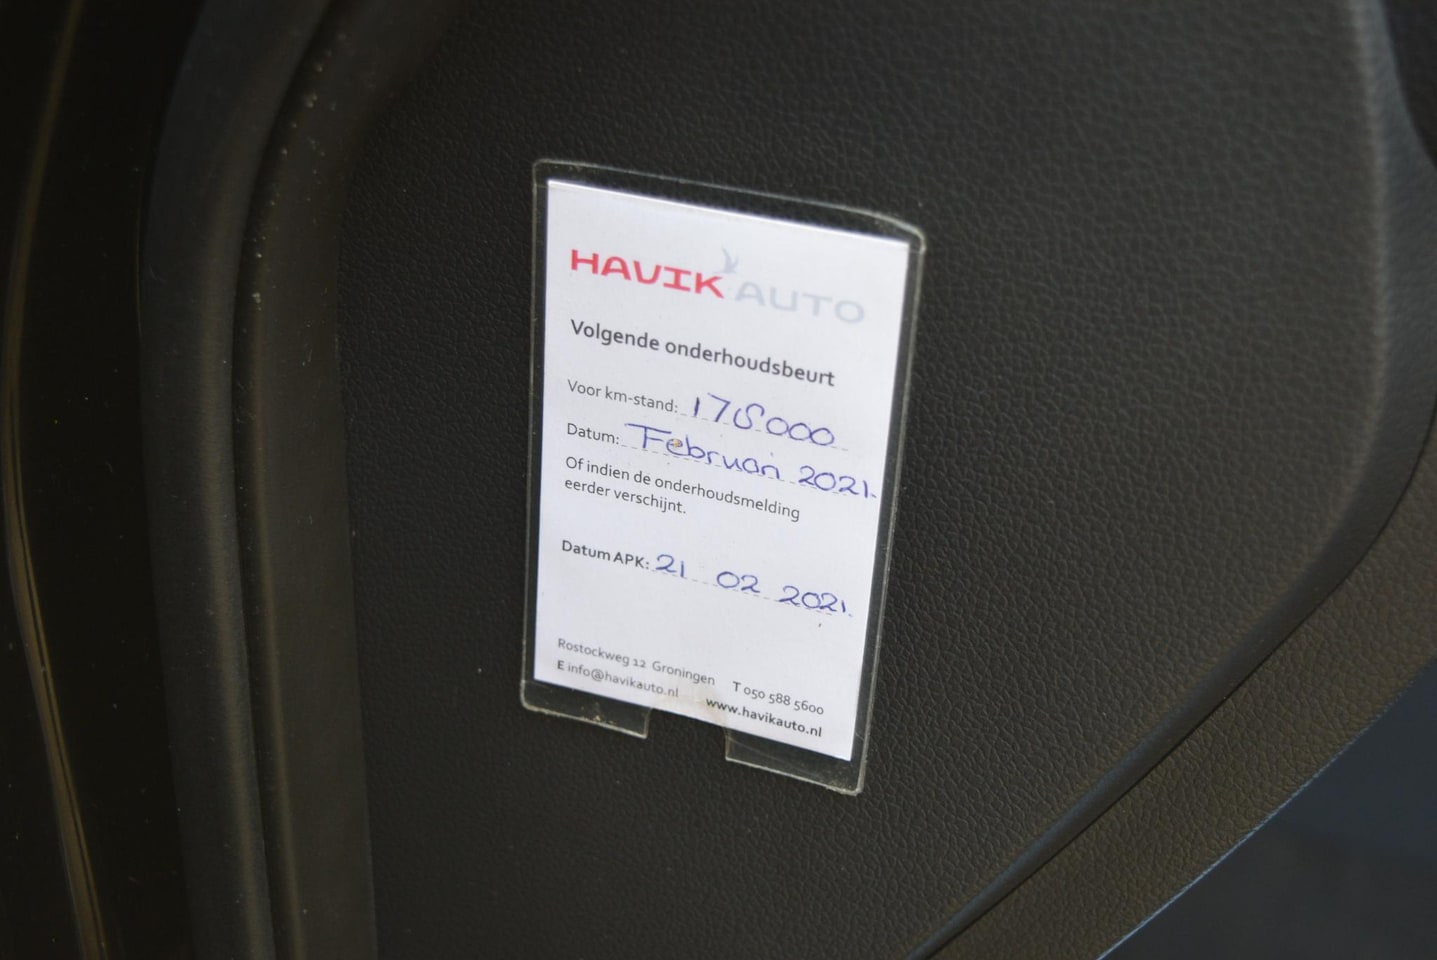 HAVIK AUTO
Volgende onderhoudsbeurt
Voor km-stand: 178000
Datum: Februari 2021.
Of indien de onderhoudsmelding
eerder verschijnt.
Datum APK: 21 02 2021.
Rostockweg 12 Groningen T 050 588 5600
E info@havikauto.nl www.havikauto.nl